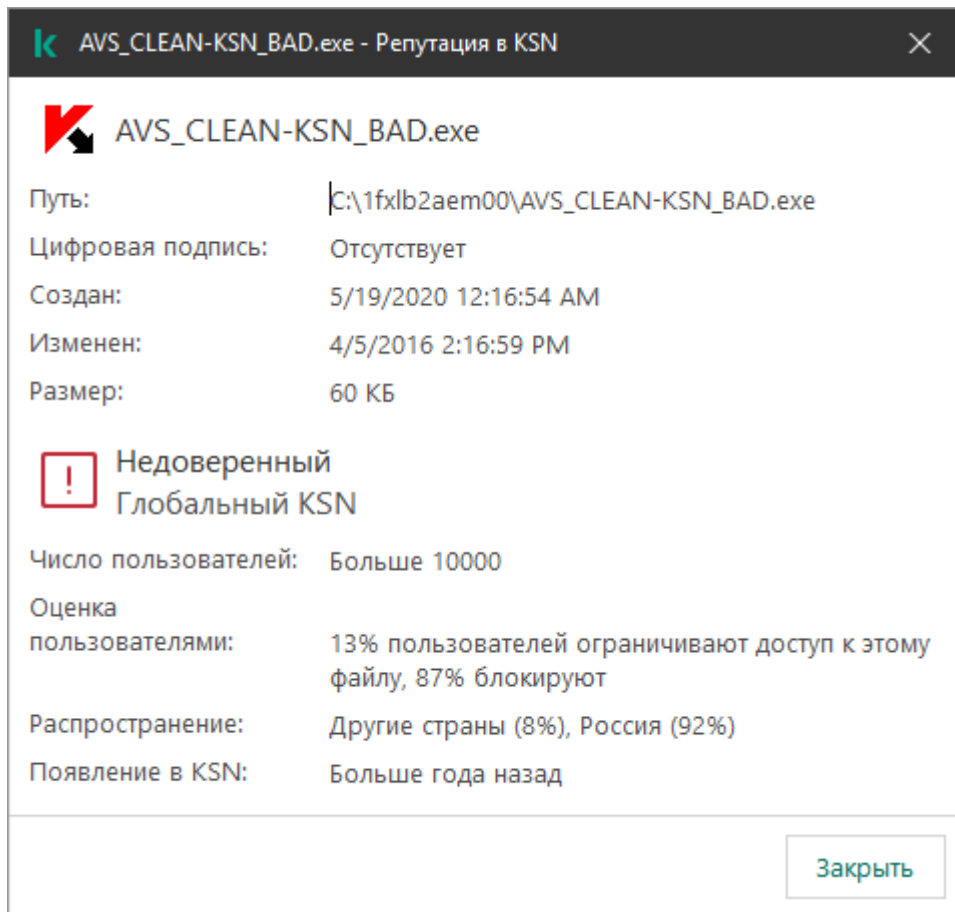 AVS_CLEAN-KSN_BAD.exe - Репутация в KSN
AVS_CLEAN-KSN_BAD.exe
Путь: C:\1fxlb2aem00\AVS_CLEAN-KSN_BAD.exe
Цифровая подпись: Отсутствует
Создан: 5/19/2020 12:16:54 AM
Изменен: 4/5/2016 2:16:59 PM
Размер: 60 КБ
Недоверенный
Глобальный KSN
Число пользователей: Больше 10000
Оценка
пользователями: 13% пользователей ограничивают доступ к этому
файлу, 87% блокируют
Распространение: Другие страны (8%), Россия (92%)
Появление в KSN: Больше года назад
Закрыть